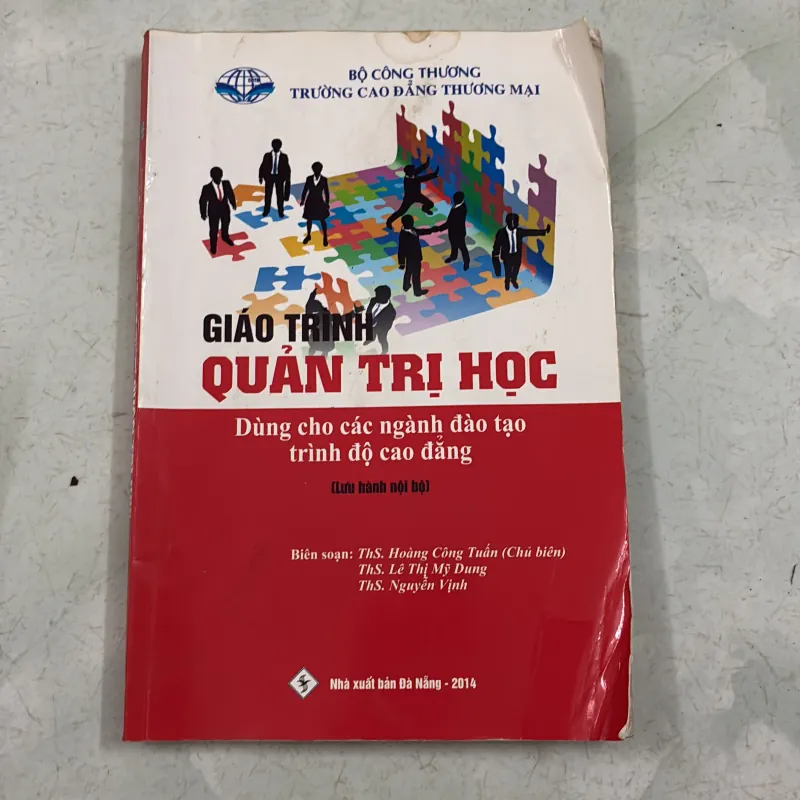 BỘ CÔNG THƯƠNG
TRƯỜNG CAO ĐẲNG THƯƠNG MẠI
GIÁO TRÌNH
QUẢN TRỊ HỌC
Dùng cho các ngành đào tạo
trình độ cao đẳng
(Lưu hành nội bộ)
Biên soạn: ThS. Hoàng Công Tuấn (Chủ biên)
ThS. Lê Thị Mỹ Dung
ThS. Nguyễn Vịnh
Nhà xuất bản Đà Nẵng - 2014